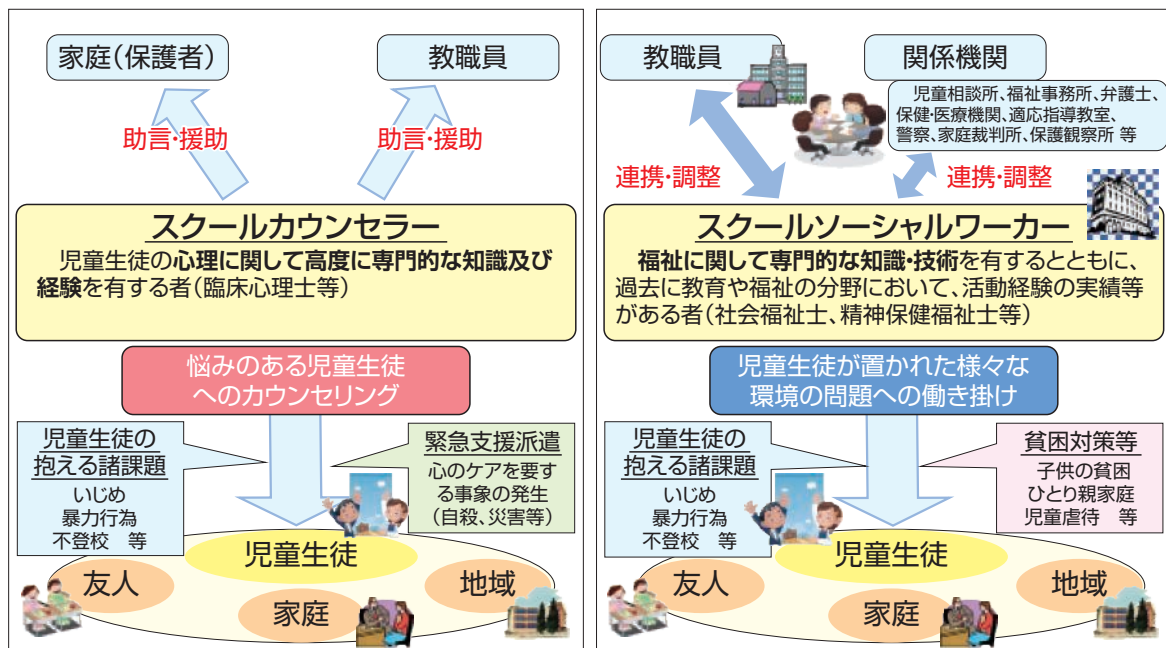 家庭（保護者）
教職員
助言・援助
助言・援助
スクールカウンセラー
児童生徒の心理に関して高度に専門的な知識及び
経験を有する者（臨床心理士等）
悩みのある児童生徒
へのカウンセリング
児童生徒の
抱える諸課題
いじめ
暴力行為
不登校　等
緊急支援派遣
心のケアを要す
る事象の発生
（自殺、災害等）
児童生徒
友人
地域
家庭
教職員
関係機関
児童相談所、福祉事務所、弁護士、
保健・医療機関、適応指導教室、
警察、家庭裁判所、保護観察所 等
連携・調整
連携・調整
スクールソーシャルワーカー
福祉に関して専門的な知識・技術を有するとともに、
過去に教育や福祉の分野において、活動経験の実績等
がある者（社会福祉士、精神保健福祉士等）
児童生徒が置かれた様々な
環境の問題への働き掛け
児童生徒の
抱える諸課題
いじめ
暴力行為
不登校　等
貧困対策等
子供の貧困
ひとり親家庭
児童虐待　等
児童生徒
友人
地域
家庭